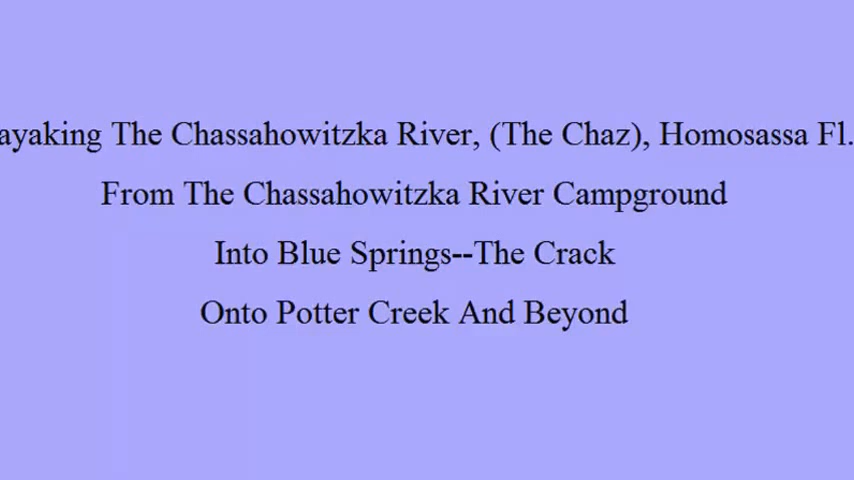 ayaking The Chassahowitzka River, (The Chaz), Homosassa Fl.
From The Chassahowitzka River Campground
Into Blue Springs--The Crack
Onto Potter Creek And Beyond